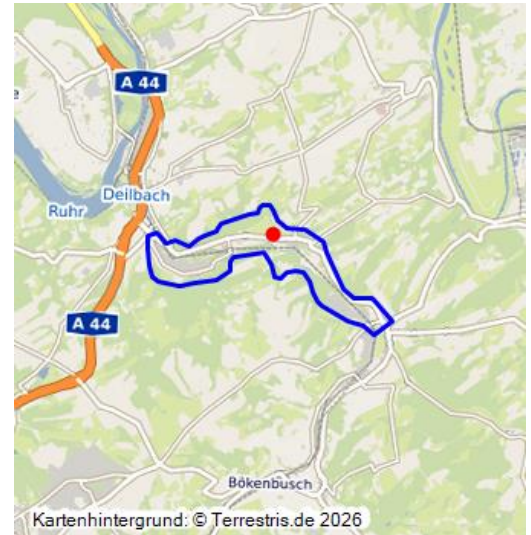 A 44
Deilbach
Ruhr
A 44
Bökenbusch
Kartenhintergrund: © Terrestris.de 2026